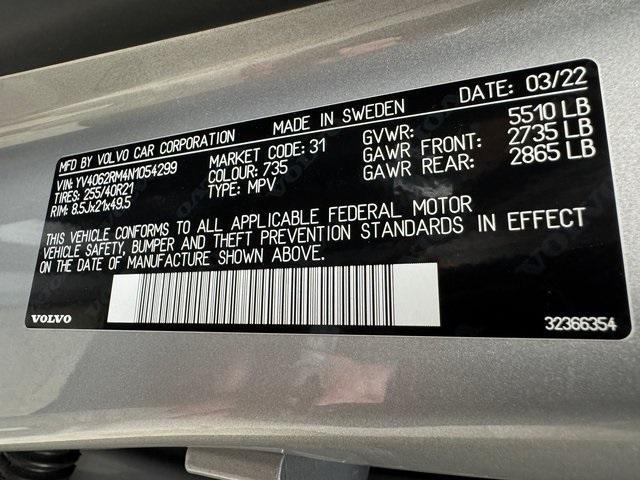 MFD BY VOLVO CAR CORPORATION MADE IN SWEDEN DATE: 03/22
VIN: YV4062RM4N1054299 MARKET CODE: 31 GVWR: 5510 LB
TIRES: 255/40R21 COLOUR: 735 GAWR FRONT: 2735 LB
RIM: 8.5Jx21x49.5 TYPE: MPV GAWR REAR: 2865 LB
THIS VEHICLE CONFORMS TO ALL APPLICABLE FEDERAL MOTOR
VEHICLE SAFETY, BUMPER AND THEFT PREVENTION STANDARDS IN EFFECT
ON THE DATE OF MANUFACTURE SHOWN ABOVE.
VOLVO 32366354